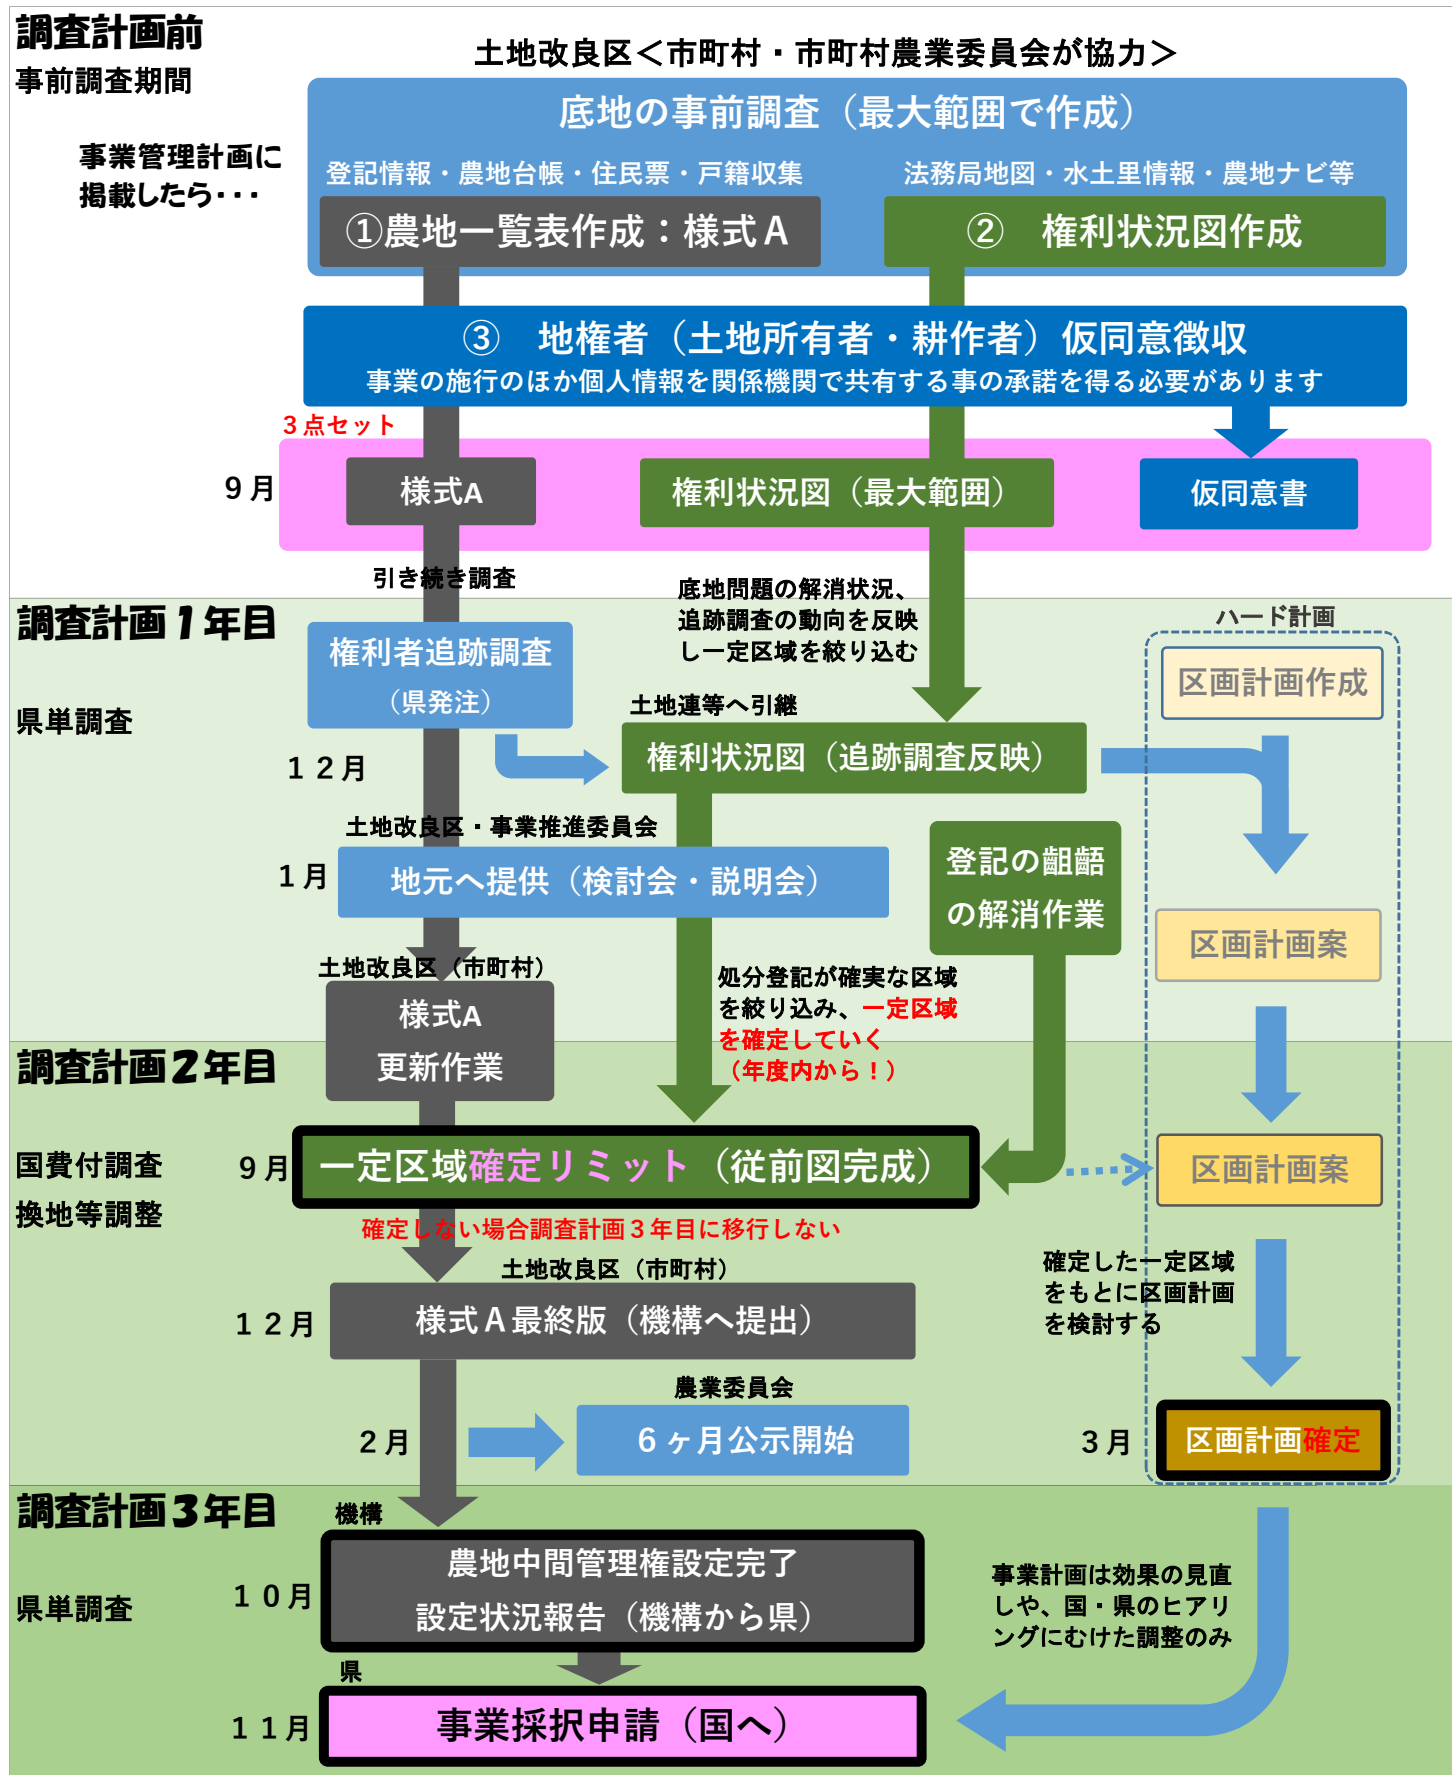 調査計画前
事前調査期間
土地改良区＜市町村・市町村農業委員会が協力＞
事業管理計画に
掲載したら・・・
底地の事前調査（最大範囲で作成）
登記情報・農地台帳・住民票・戸籍収集
法務局地図・水土里情報・農地ナビ等
①農地一覧表作成：様式Ａ
②　権利状況図作成
③　地権者（土地所有者・耕作者）仮同意徴収
事業の施行のほか個人情報を関係機関で共有する事の承諾を得る必要があります
３点セット
９月
様式A
権利状況図（最大範囲）
仮同意書
引き続き調査
底地問題の解消状況、
追跡調査の動向を反映
し一定区域を絞り込む
調査計画１年目
県単調査
権利者追跡調査
（県発注）
ハード計画
区画計画作成
土地連等へ引継
１２月
権利状況図（追跡調査反映）
土地改良区・事業推進委員会
１月
地元へ提供（検討会・説明会）
登記の齟齬
の解消作業
区画計画案
土地改良区（市町村）
様式A
更新作業
処分登記が確実な区域
を絞り込み、一定区域
を確定していく
（年度内から！）
調査計画２年目
国費付調査
換地等調整
９月
一定区域確定リミット（従前図完成）
区画計画案
確定しない場合調査計画３年目に移行しない
土地改良区（市町村）
１２月
様式Ａ最終版（機構へ提出）
確定した一定区域
をもとに区画計画
を検討する
農業委員会
２月
６ヶ月公示開始
３月
区画計画確定
調査計画３年目
県単調査
機構
１０月
農地中間管理権設定完了
設定状況報告（機構から県）
事業計画は効果の見直
しや、国・県のヒアリ
ングにむけた調整のみ
県
１１月
事業採択申請（国へ）